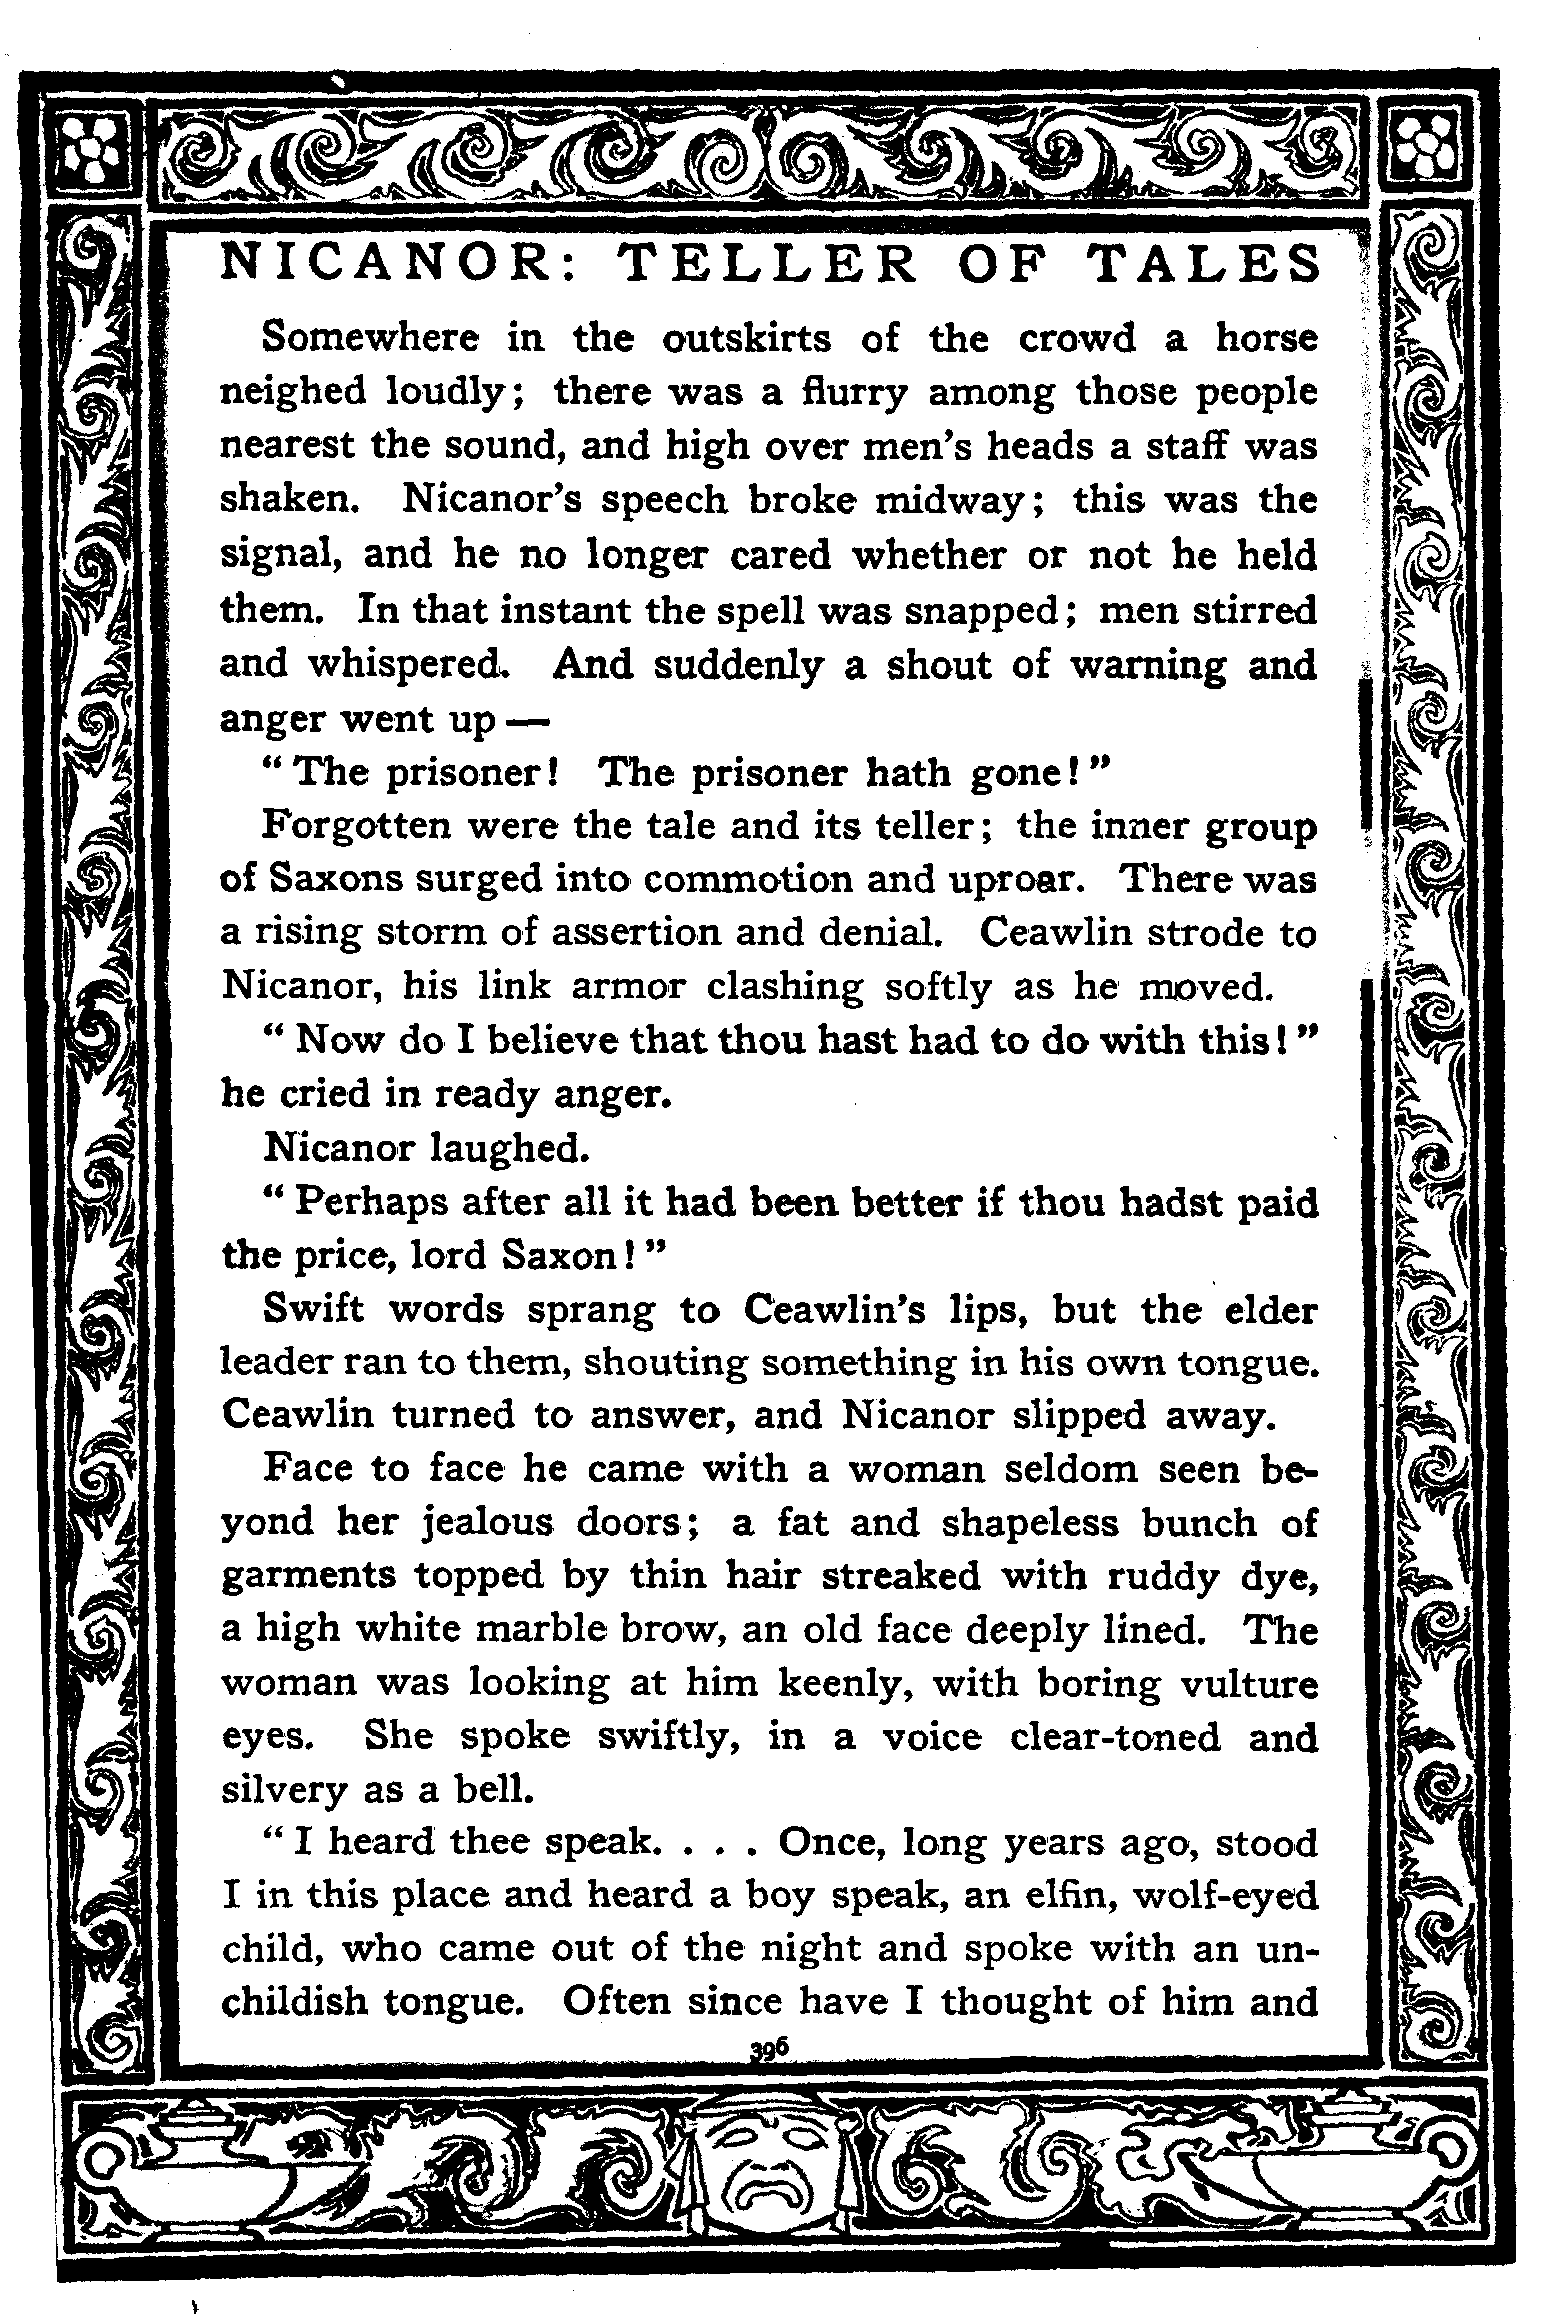 NICANOR: TELLER OF TALES
Somewhere in the outskirts of the crowd a horse
neighed loudly; there was a flurry among those people
nearest the sound, and high over men's heads a staff was
shaken. Nicanor's speech broke midway; this was the
signal, and he no longer cared whether or not he held
them. In that instant the spell was snapped; men stirred
and whispered. And suddenly a shout of warning and
anger went up —
"The prisoner! The prisoner hath gone!"
Forgotten were the tale and its teller; the inner group
of Saxons surged into commotion and uproar. There was
a rising storm of assertion and denial. Ceawlin strode to
Nicanor, his link armor clashing softly as he moved.
"Now do I believe that thou hast had to do with this!"
he cried in ready anger.
Nicanor laughed.
"Perhaps after all it had been better if thou hadst paid
the price, lord Saxon!"
Swift words sprang to Ceawlin's lips, but the elder
leader ran to them, shouting something in his own tongue.
Ceawlin turned to answer, and Nicanor slipped away.
Face to face he came with a woman seldom seen be-
yond her jealous doors; a fat and shapeless bunch of
garments topped by thin hair streaked with ruddy dye,
a high white marble brow, an old face deeply lined. The
woman was looking at him keenly, with boring vulture
eyes. She spoke swiftly, in a voice clear-toned and
silvery as a bell.
"I heard thee speak. . . . Once, long years ago, stood
I in this place and heard a boy speak, an elfin, wolf-eyed
child, who came out of the night and spoke with an un-
childish tongue. Often since have I thought of him and
396